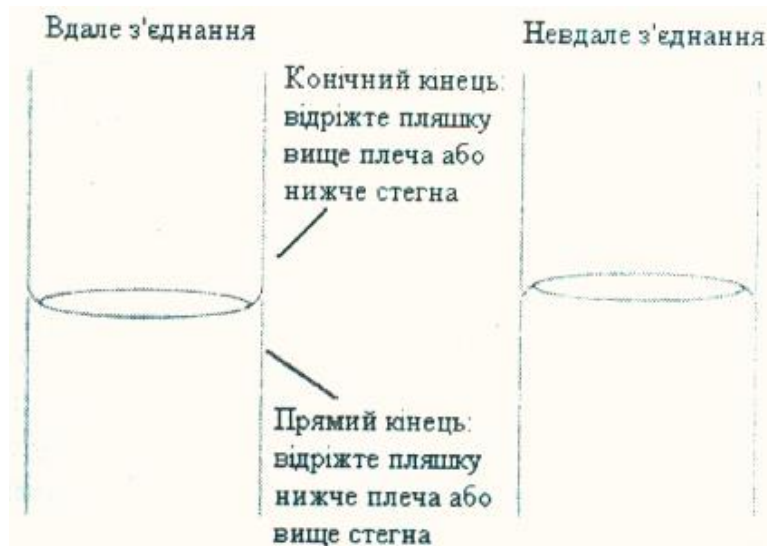 Вдале з'єднання
Невдале з'єднання
Конічний кінець:
відріжте пляшку
вище плеча або
нижче стегна
Прямий кінець:
відріжте пляшку
нижче плеча або
вище стегна